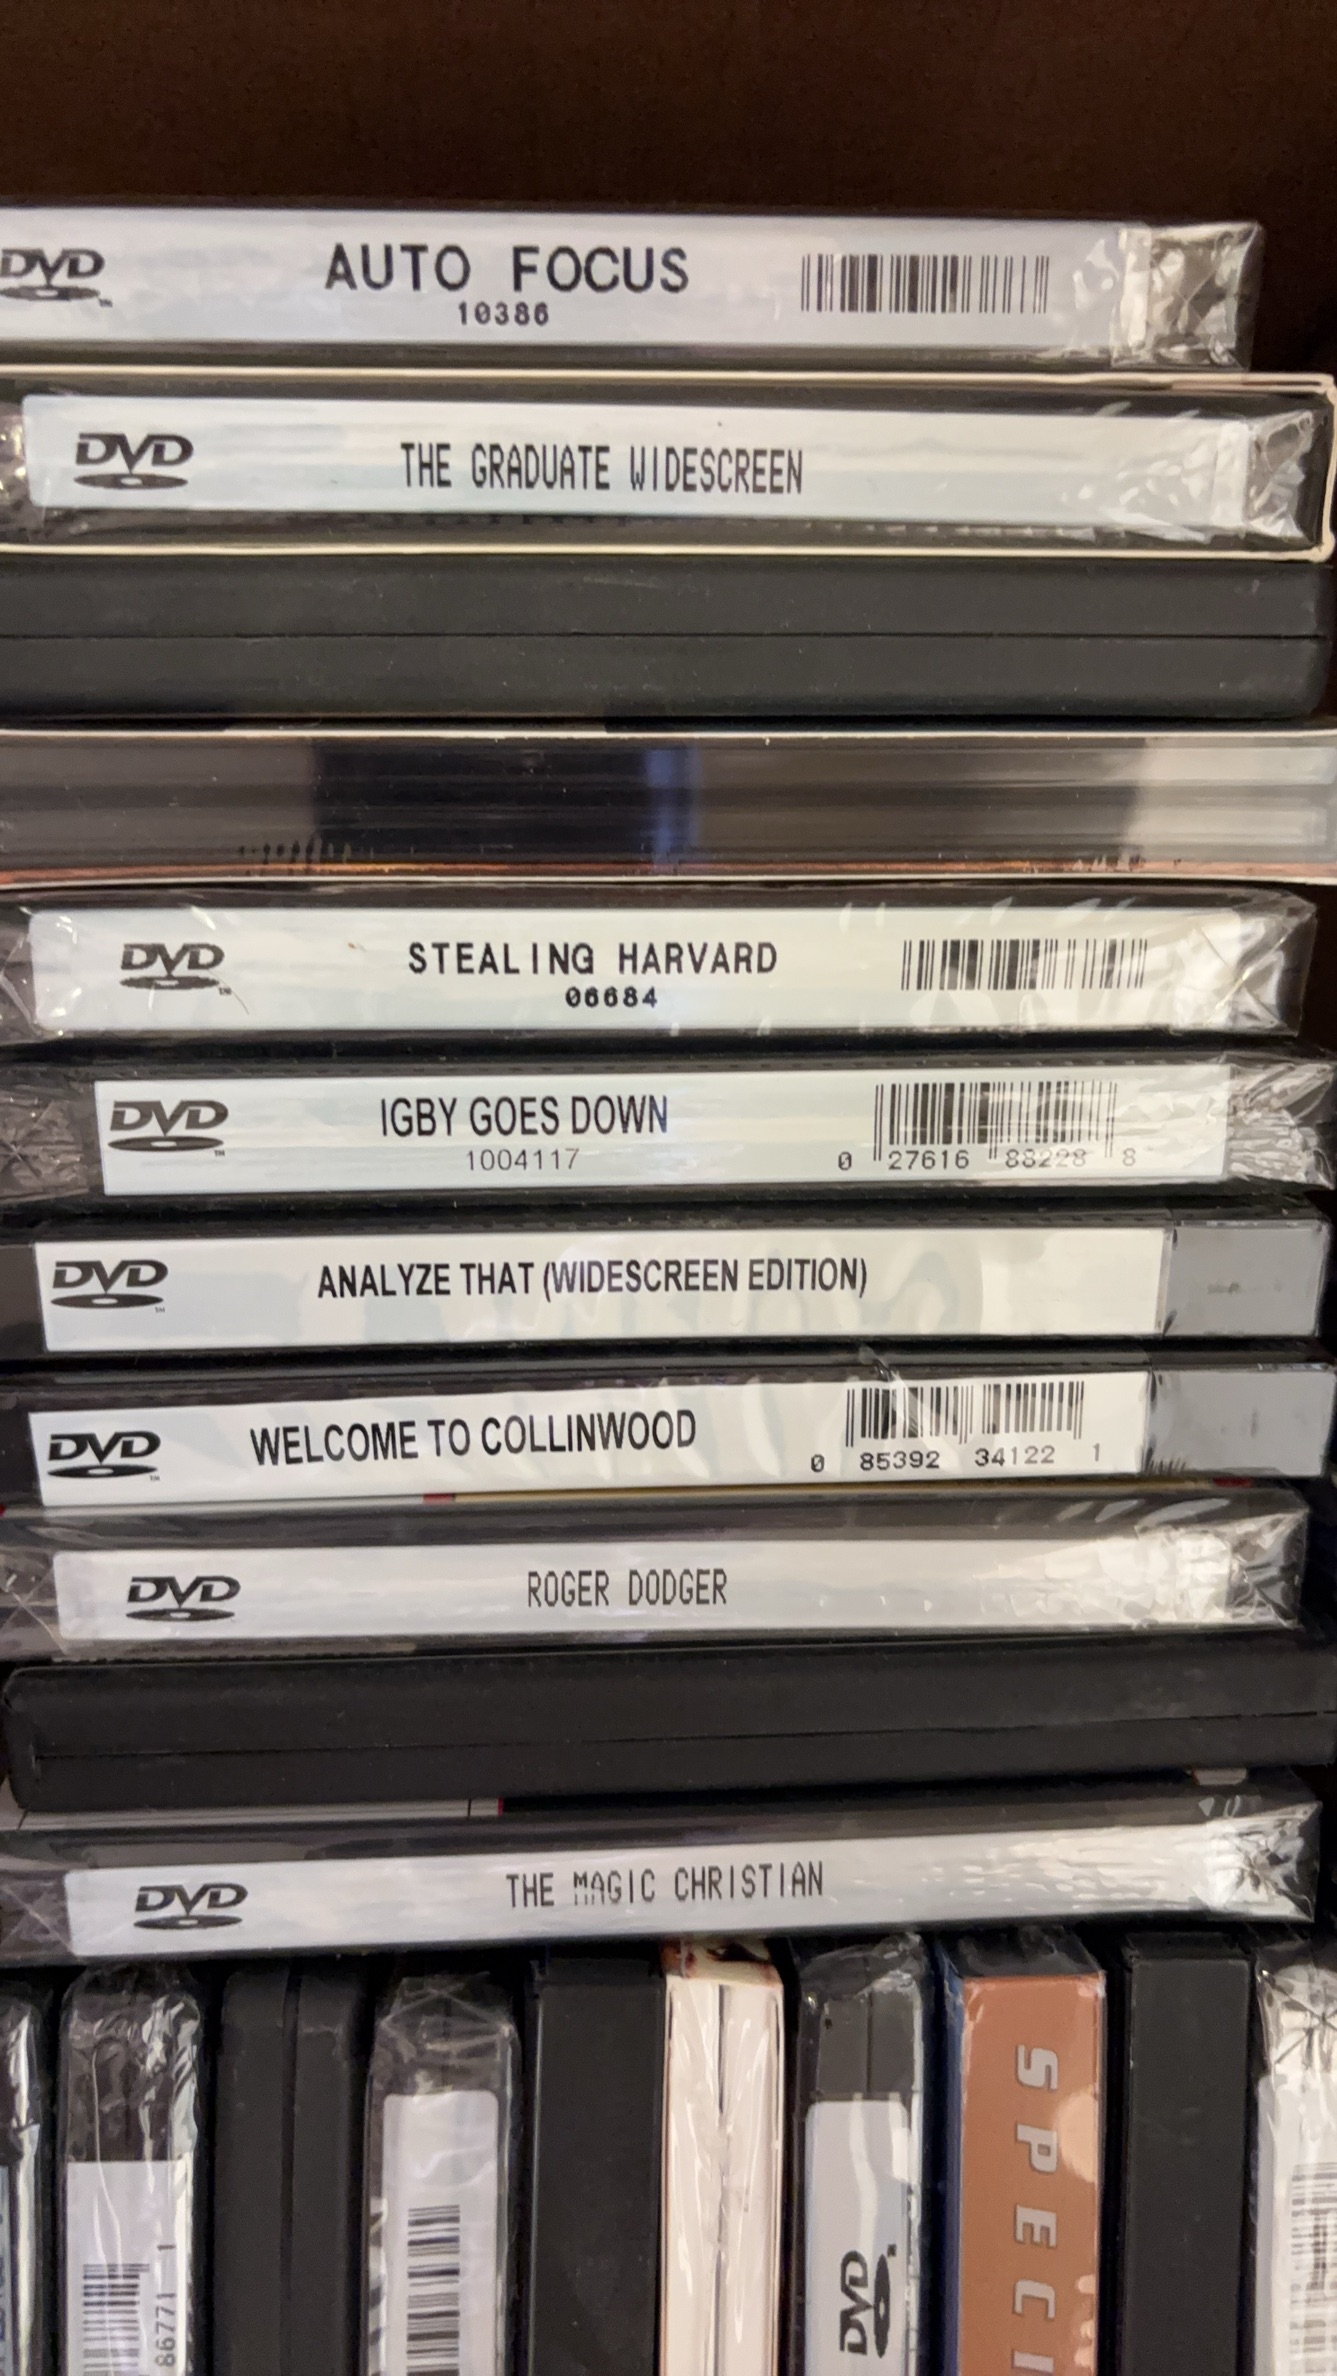 DVD
AUTO FOCUS
10386
DVD
THE GRADUATE WIDESCREEN
DVD
STEALING HARVARD
06684
DVD
IGBY GOES DOWN
1004117
0 27616 88228 8
DVD
ANALYZE THAT (WIDESCREEN EDITION)
DVD
WELCOME TO COLLINWOOD
0 85392 34122 1
DVD
ROGER DODGER
DVD
THE MAGIC CHRISTIAN
DVD
86771 1
DVD
SPECI